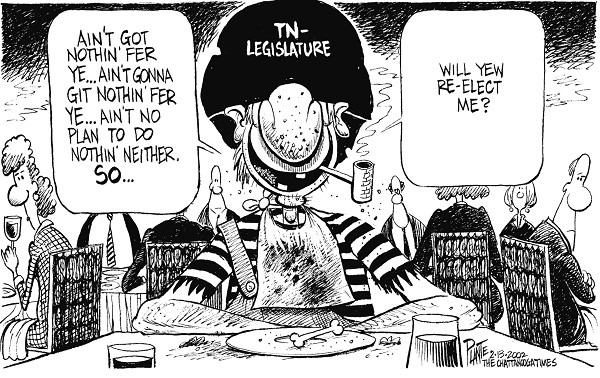 AIN'T GOT
NOTHIN' FER
YE...AIN'T GONNA
GIT NOTHIN' FER
YE...AIN'T NO
PLAN TO DO
NOTHIN' NEITHER.
SO...
TN-
LEGISLATURE
WILL YEW
RE-ELECT
ME?
PLANTE
2-13-2002
THE CHATTANOOGA TIMES